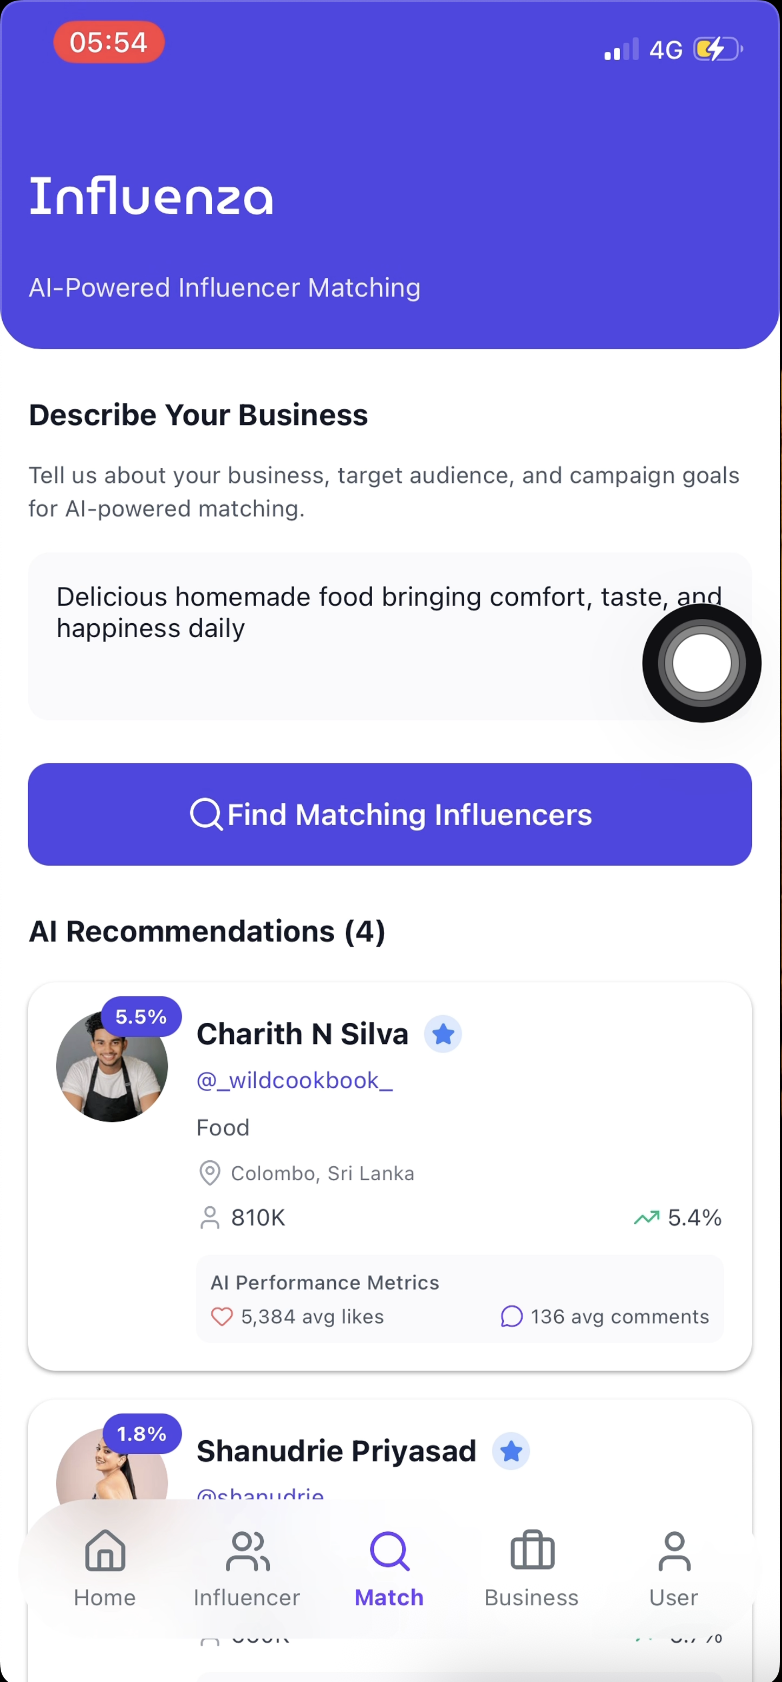 05:54
4G
Influenza
AI-Powered Influencer Matching
Describe Your Business
Tell us about your business, target audience, and campaign goals
for AI-powered matching.
Delicious homemade food bringing comfort, taste, and
happiness daily
Find Matching Influencers
AI Recommendations (4)
5.5%
Charith N Silva
@_wildcookbook_
Food
Colombo, Sri Lanka
810K
5.4%
AI Performance Metrics
5,384 avg likes
136 avg comments
1.8%
Shanudrie Priyasad
@shanudrie
Home
Influencer
Match
Business
User